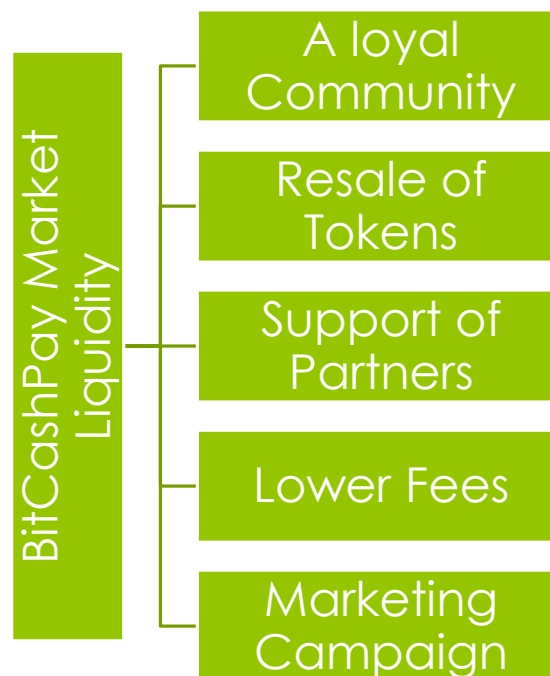 BitCashPay Market
Liquidity
A loyal
Community
Resale of
Tokens
Support of
Partners
Lower Fees
Marketing
Campaign